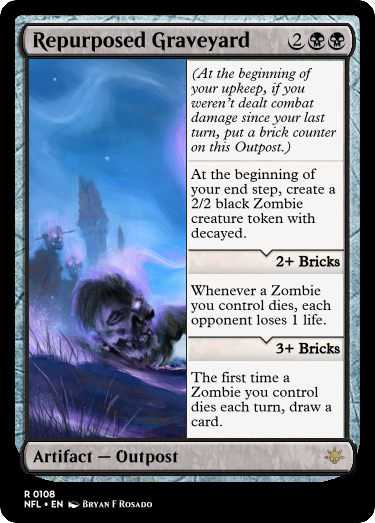 Repurposed Graveyard 2
(At the beginning of
your upkeep, if you
weren't dealt combat
damage since your last
turn, put a brick counter
on this Outpost.)
At the beginning of
your end step, create a
2/2 black Zombie
creature token with
decayed.
2+ Bricks
Whenever a Zombie
you control dies, each
opponent loses 1 life.
3+ Bricks
The first time a
Zombie you control
dies each turn, draw a
card.
Artifact — Outpost
R 0108
NFL • EN Bryan F Rosado